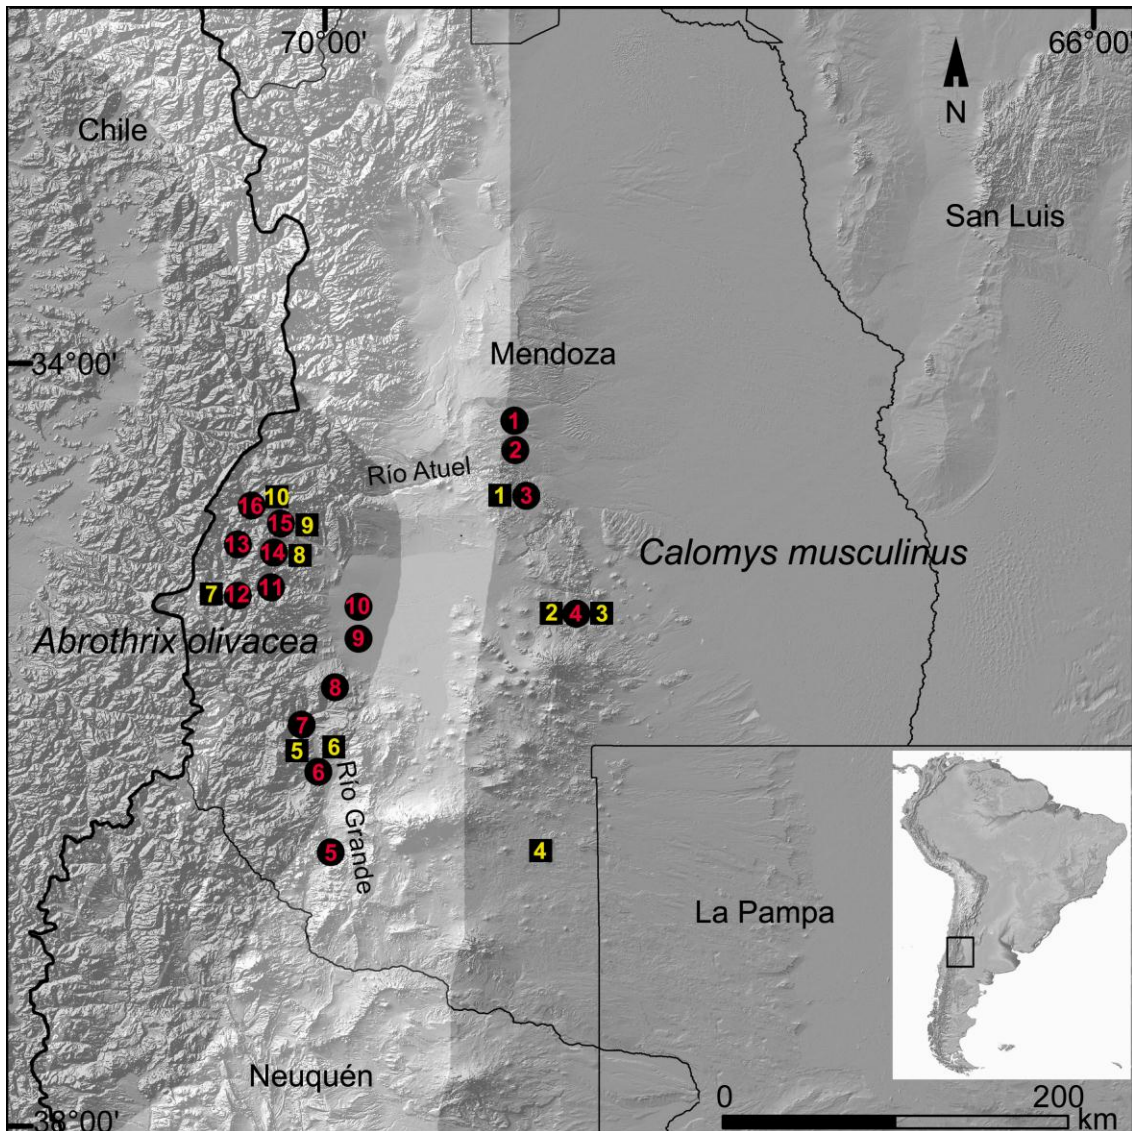 70°00'
66°00'
N
Chile
San Luis
34°00'
Mendoza
1
2
Río Atuel
1
3
10
16
15
9
13
14
8
Calomys musculinus
7
12
11
10
2
4
3
Abrothrix olivacea
9
8
7
5
6
6
Río Grande
5
4
La Pampa
Neuquén
0
200
km
38°00'